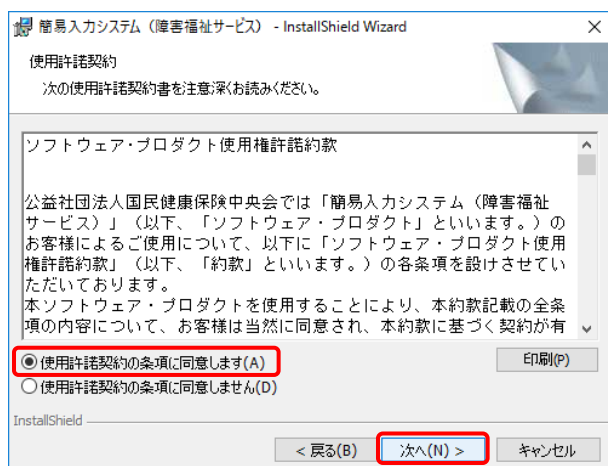 簡易入力システム（障害福祉サービス） - InstallShield Wizard
使用許諾契約
次の使用許諾契約書を注意深くお読みください。
ソフトウェア・プロダクト使用権許諾約款
公益社団法人国民健康保険中央会では「簡易入力システム（障害福祉
サービス）」（以下、「ソフトウェア・プロダクト」といいます。）の
お客様によるご使用について、以下に「ソフトウェア・プロダクト使用
権許諾約款」（以下、「約款」といいます。）の各条項を設けさせてい
ただいております。
本ソフトウェア・プロダクトを使用することにより、本約款記載の全条
項の内容について、お客様は当然に同意され、本約款に基づく契約が有
使用許諾契約の条項に同意します(A)
印刷(P)
使用許諾契約の条項に同意しません(D)
InstallShield
< 戻る(B)
次へ(N) >
キャンセル